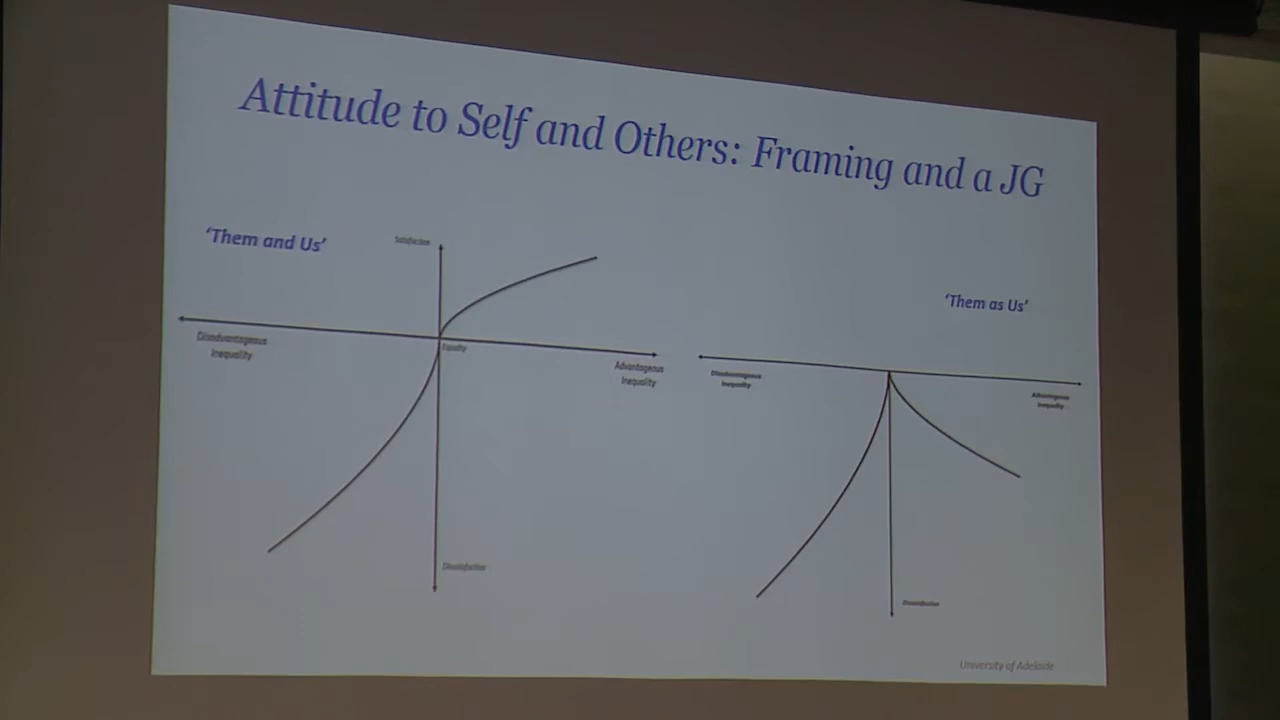 Attitude to Self and Others: Framing and a JG
‘Them and Us’
Satisfaction
Disadvantageous
Inequality
Equality
Advantageous
Inequality
Dissatisfaction
‘Them as Us’
Disadvantageous
Inequality
Advantageous
Inequality
Dissatisfaction
University of Adelaide